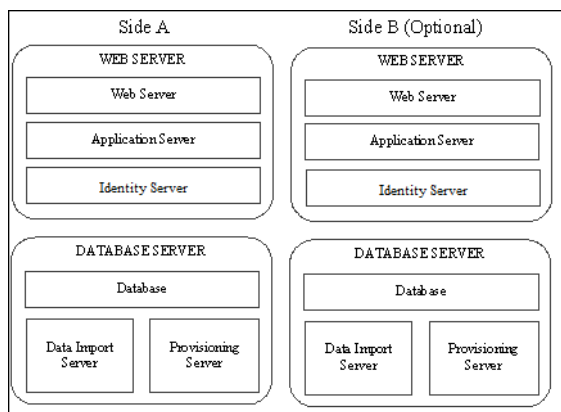 Side A
Side B (Optional)
WEB SERVER
Web Server
Application Server
Identity Server
WEB SERVER
Web Server
Application Server
Identity Server
DATABASE SERVER
Database
Data Import
Server
Provisioning
Server
DATABASE SERVER
Database
Data Import
Server
Provisioning
Server